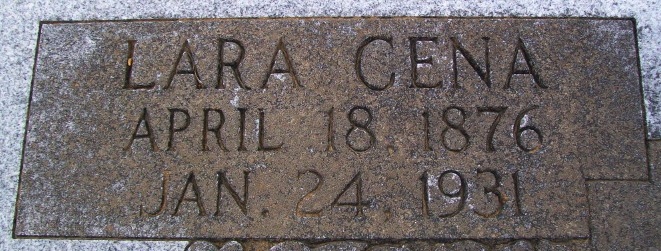 LARA CENA
APRIL 18, 1876
JAN. 24, 1931